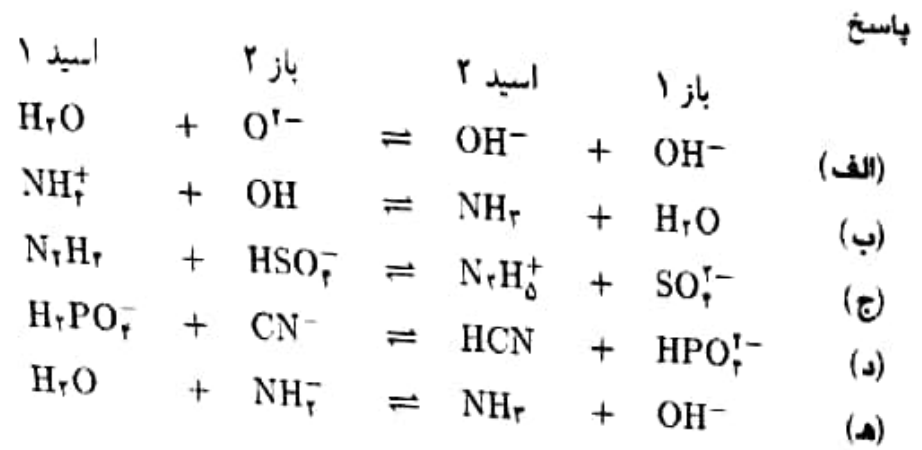 پاسخ
اسید ۱ باز ۲ اسید ۲ باز ۱
H۲O + O۲− ⇌ OH− + OH− (الف)
NH۴+ + OH ⇌ NH۳ + H۲O (ب)
N۲H۴ + HSO۴− ⇌ N۲H۵+ + SO۴۲− (ج)
H۲PO۴− + CN− ⇌ HCN + HPO۴۲− (د)
H۲O + NH۲− ⇌ NH۳ + OH− (هـ)